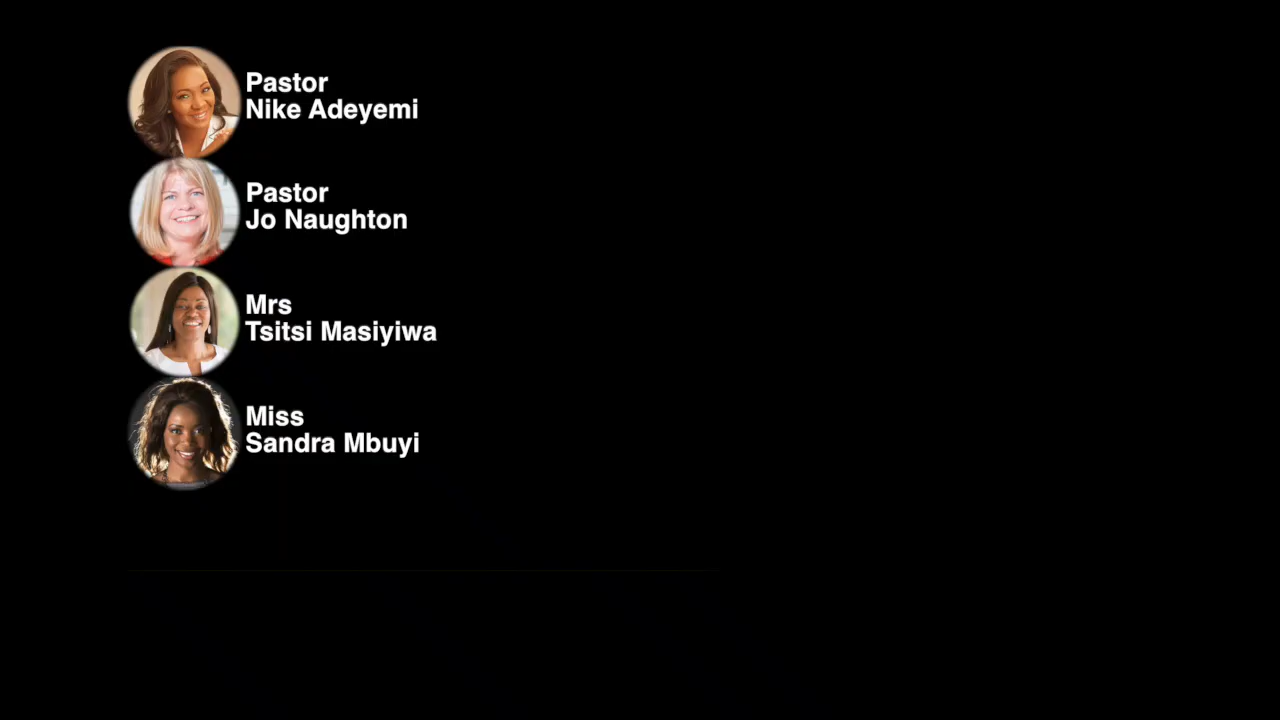 Pastor
Nike Adeyemi
Pastor
Jo Naughton
Mrs
Tsitsi Masiyiwa
Miss
Sandra Mbuyi